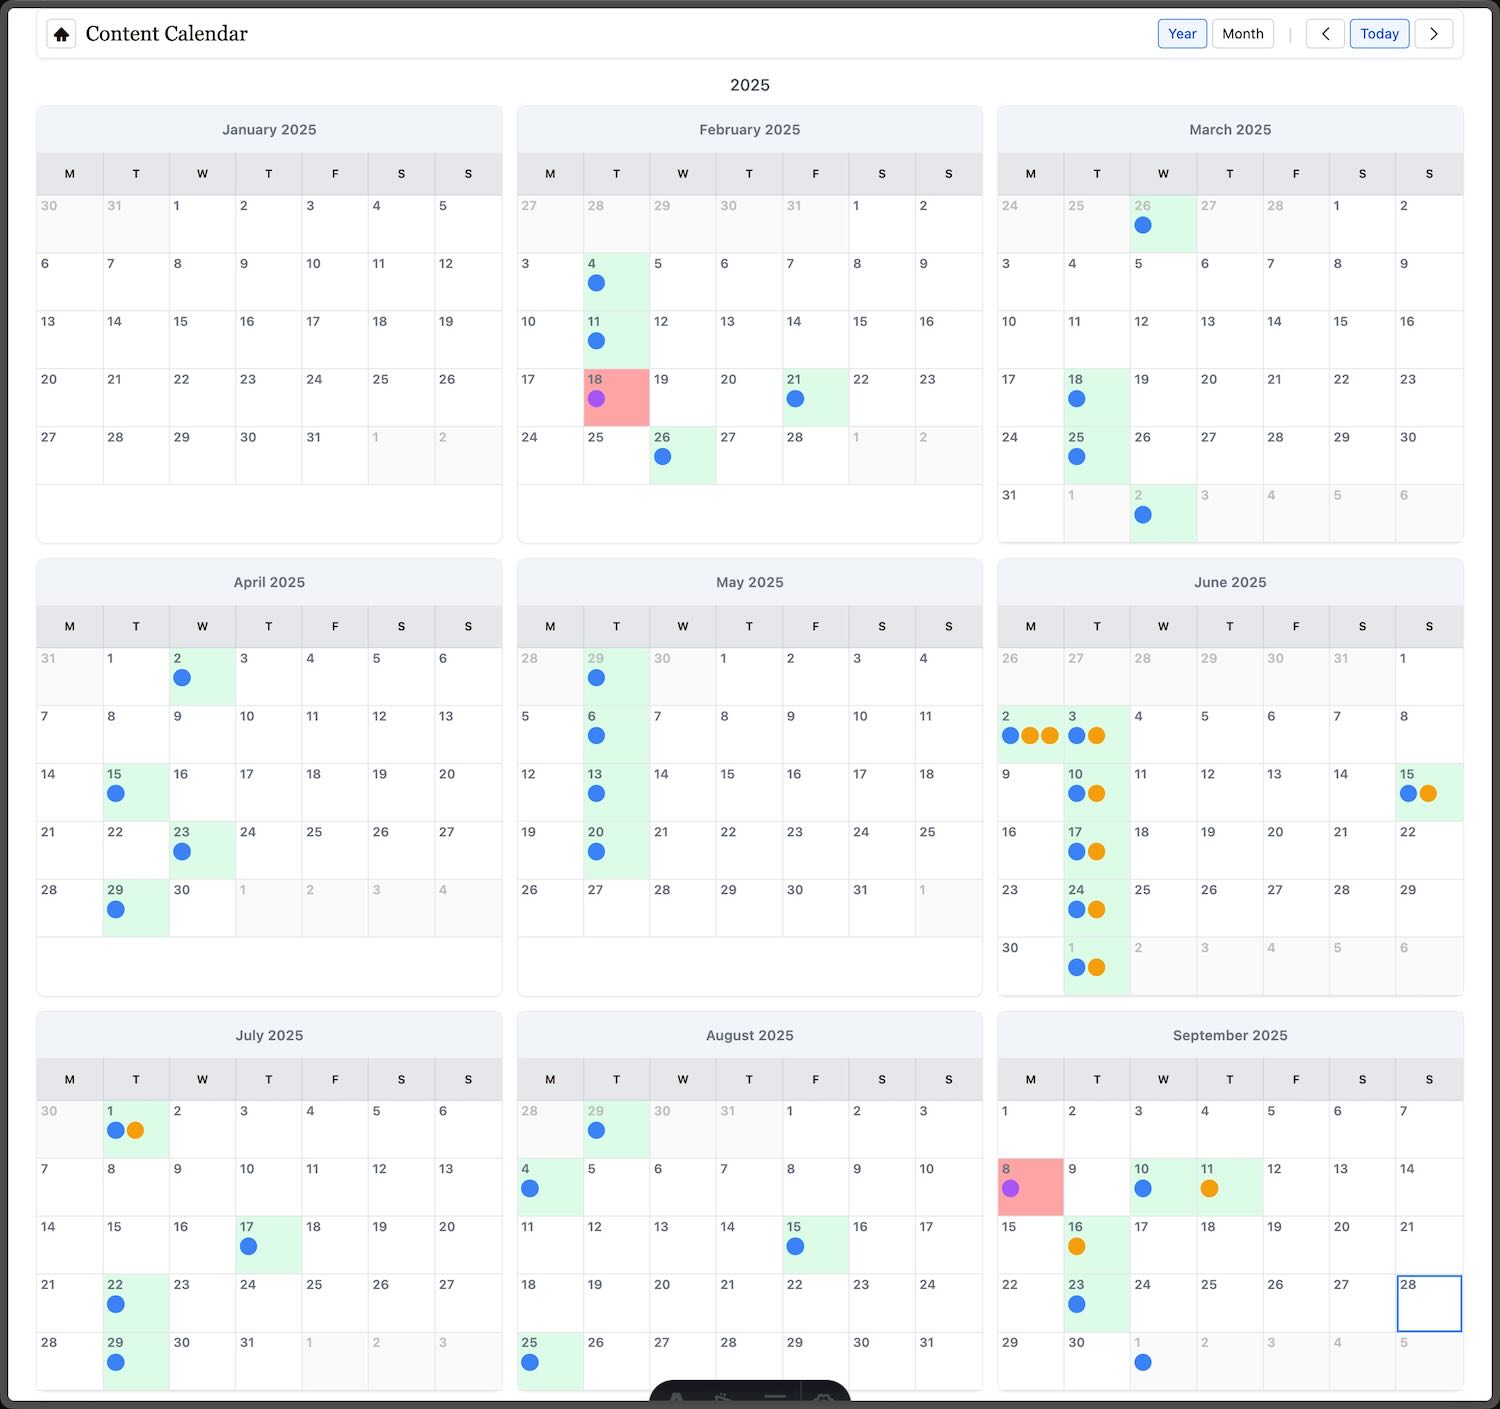 Content Calendar
Year Month | Today
2025
January 2025
M T W T F S S
30 31 1 2 3 4 5
6 7 8 9 10 11 12
13 14 15 16 17 18 19
20 21 22 23 24 25 26
27 28 29 30 31 1 2
February 2025
M T W T F S S
27 28 29 30 31 1 2
3 4 5 6 7 8 9
10 11 12 13 14 15 16
17 18 19 20 21 22 23
24 25 26 27 28 1 2
March 2025
M T W T F S S
24 25 26 27 28 1 2
3 4 5 6 7 8 9
10 11 12 13 14 15 16
17 18 19 20 21 22 23
24 25 26 27 28 29 30
31 1 2 3 4 5 6
April 2025
M T W T F S S
31 1 2 3 4 5 6
7 8 9 10 11 12 13
14 15 16 17 18 19 20
21 22 23 24 25 26 27
28 29 30 1 2 3 4
May 2025
M T W T F S S
28 29 30 1 2 3 4
5 6 7 8 9 10 11
12 13 14 15 16 17 18
19 20 21 22 23 24 25
26 27 28 29 30 31 1
June 2025
M T W T F S S
26 27 28 29 30 31 1
2 3 4 5 6 7 8
9 10 11 12 13 14 15
16 17 18 19 20 21 22
23 24 25 26 27 28 29
30 1 2 3 4 5 6
July 2025
M T W T F S S
30 1 2 3 4 5 6
7 8 9 10 11 12 13
14 15 16 17 18 19 20
21 22 23 24 25 26 27
28 29 30 31 1 2 3
August 2025
M T W T F S S
28 29 30 31 1 2 3
4 5 6 7 8 9 10
11 12 13 14 15 16 17
18 19 20 21 22 23 24
25 26 27 28 29 30 31
September 2025
M T W T F S S
1 2 3 4 5 6 7
8 9 10 11 12 13 14
15 16 17 18 19 20 21
22 23 24 25 26 27 28
29 30 1 2 3 4 5